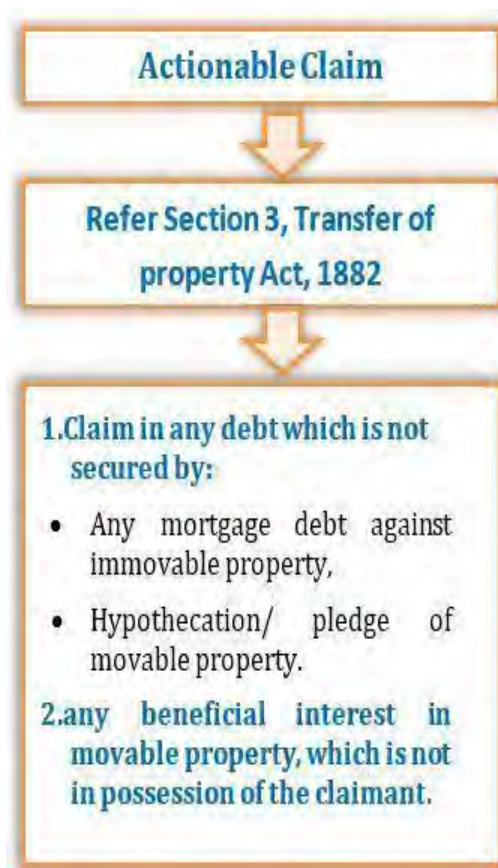 Actionable Claim
Refer Section 3, Transfer of
property Act, 1882
1.Claim in any debt which is not
secured by:
• Any mortgage debt against
immovable property,
• Hypothecation/ pledge of
movable property.
2.any beneficial interest in
movable property, which is not
in possession of the claimant.